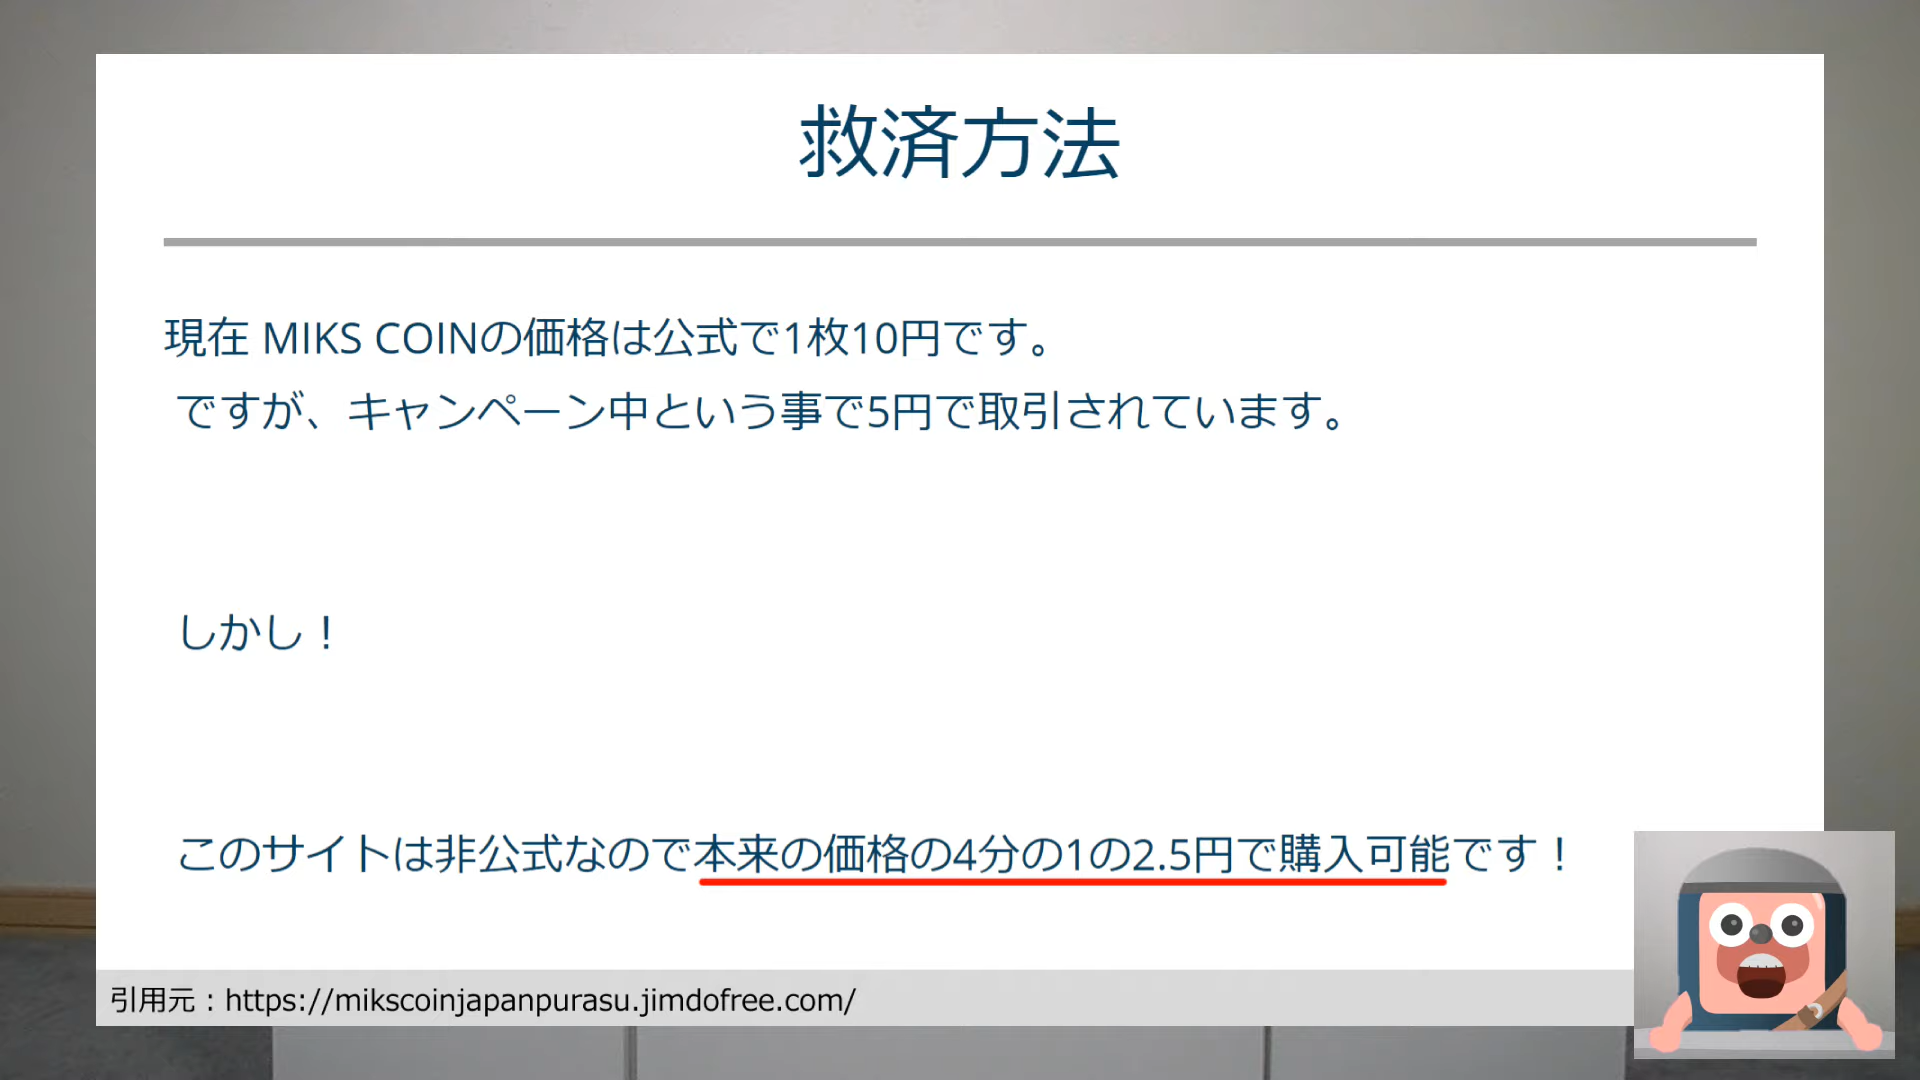 救済方法
現在 MIKS COINの価格は公式で1枚10円です。
ですが、キャンペーン中という事で5円で取引されています。
しかし！
このサイトは非公式なので本来の価格の4分の1の2.5円で購入可能です！
引用元：https://mikscoinjapanpurasu.jimdofree.com/